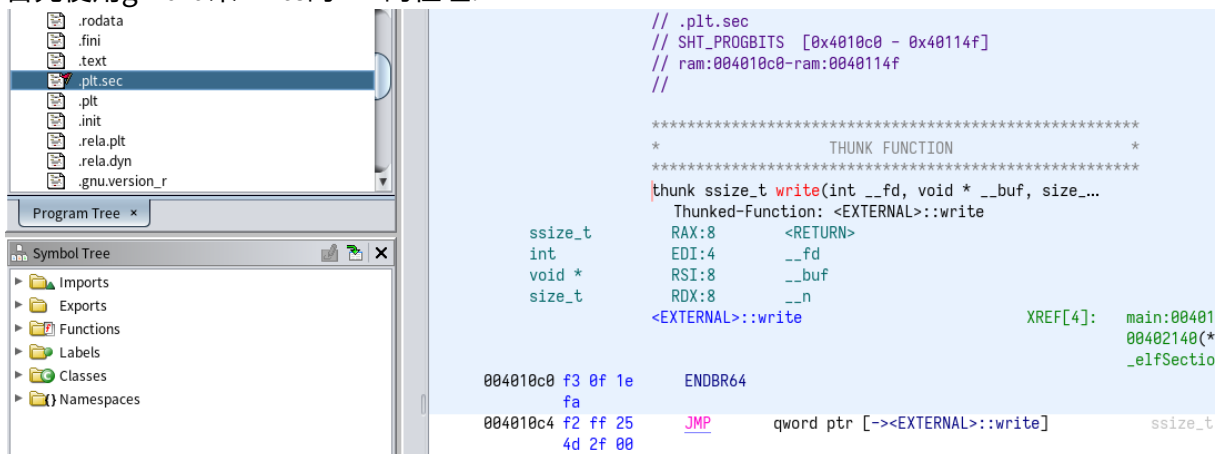 .rodata
.fini
.text
.plt.sec
.plt
.init
.rela.plt
.rela.dyn
.gnu.version_r
Program Tree ×
Symbol Tree
Imports
Exports
Functions
Labels
Classes
Namespaces
// .plt.sec
// SHT_PROGBITS  [0x4010c0 - 0x40114f]
// ram:004010c0-ram:0040114f
//
******************************************************
* THUNK FUNCTION *
******************************************************
thunk ssize_t write(int __fd, void * __buf, size_...
Thunked-Function: <EXTERNAL>::write
ssize_t RAX:8 <RETURN>
int EDI:4 __fd
void * RSI:8 __buf
size_t RDX:8 __n
<EXTERNAL>::write XREF[4]: main:00401
00402140(*
_elfSectio
004010c0 f3 0f 1e ENDBR64
fa
004010c4 f2 ff 25 JMP qword ptr [-><EXTERNAL>::write] ssize_t
4d 2f 00